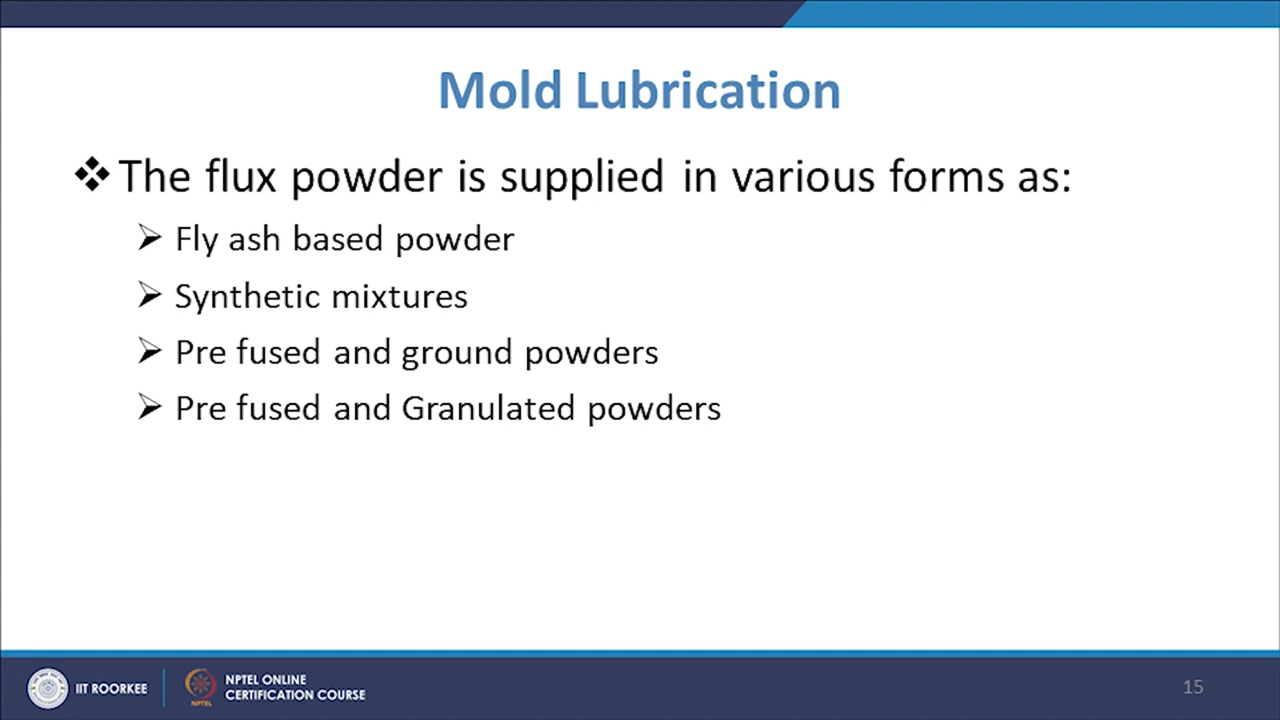 Mold Lubrication
❖ The flux powder is supplied in various forms as:
➢ Fly ash based powder
➢ Synthetic mixtures
➢ Pre fused and ground powders
➢ Pre fused and Granulated powders
IIT ROORKEE
NPTEL
NPTEL ONLINE
CERTIFICATION COURSE
15